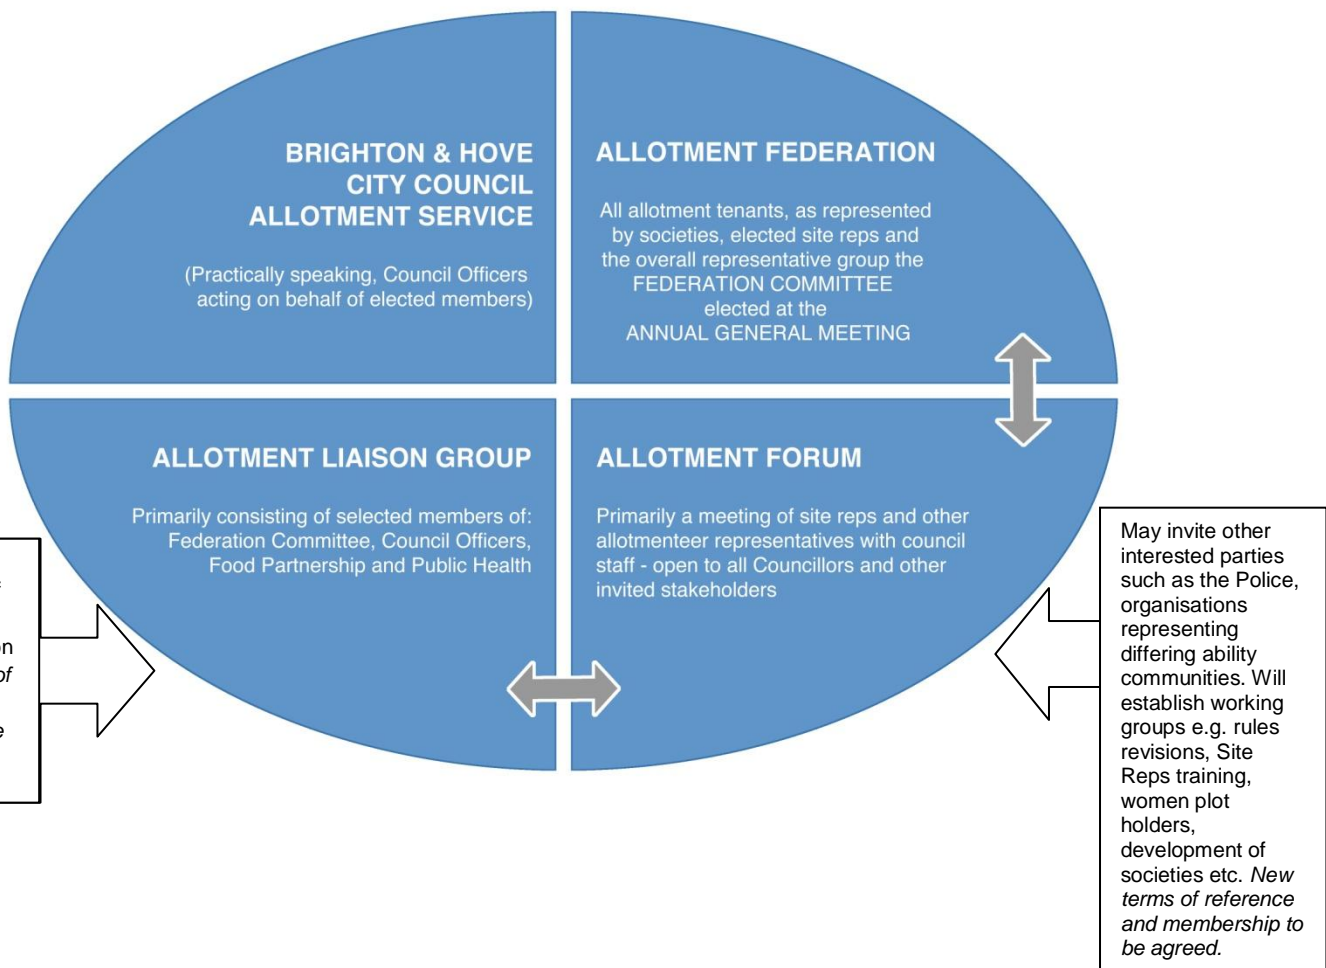 BRIGHTON & HOVE
CITY COUNCIL
ALLOTMENT SERVICE
(Practically speaking, Council Officers
acting on behalf of elected members)
ALLOTMENT FEDERATION
All allotment tenants, as represented
by societies, elected site reps and
the overall representative group the
FEDERATION COMMITTEE
elected at the
ANNUAL GENERAL MEETING
ALLOTMENT LIAISON GROUP
Primarily consisting of selected members of:
Federation Committee, Council Officers,
Food Partnership and Public Health
ALLOTMENT FORUM
Primarily a meeting of site reps and other
allotmenteer representatives with council
staff - open to all Councillors and other
invited stakeholders
of
May invite other
interested parties
such as the Police,
organisations
representing
differing ability
communities. Will
establish working
groups e.g. rules
revisions, Site
Reps training,
women plot
holders,
development of
societies etc. New
terms of reference
and membership to
be agreed.